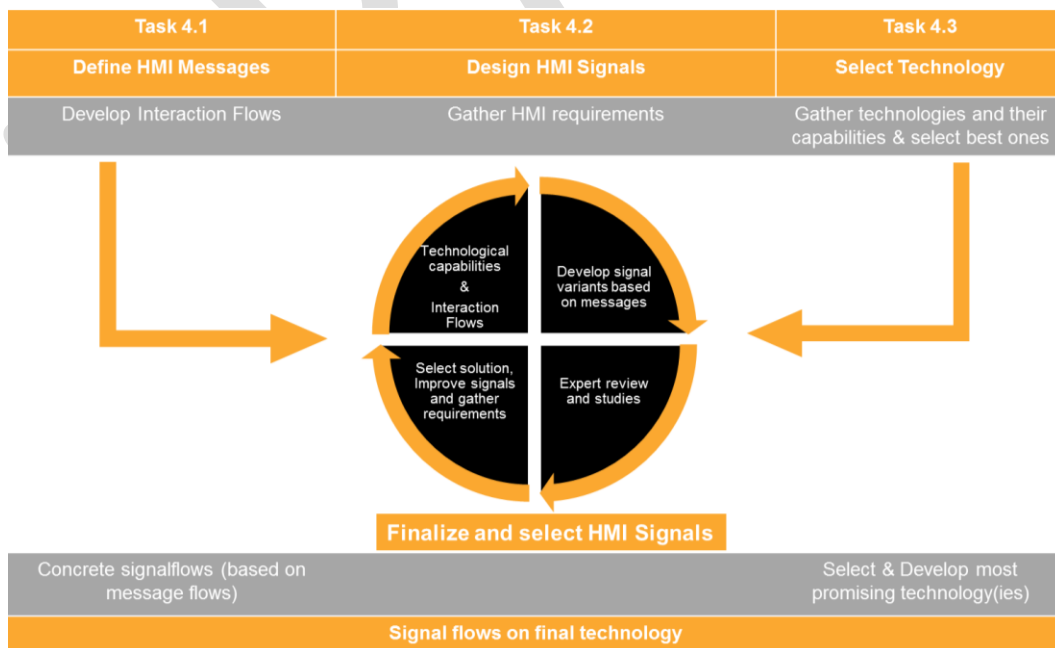 Task 4.1
Task 4.2
Task 4.3
Define HMI Messages
Design HMI Signals
Select Technology
Develop Interaction Flows
Gather HMI requirements
Gather technologies and their
capabilities & select best ones
Technological
capabilities
&
Interaction
Flows
Develop signal
variants based
on messages
Select solution,
Improve signals
and gather
requirements
Expert review
and studies
Finalize and select HMI Signals
Concrete signalflows (based on
message flows)
Select & Develop most
promising technology(ies)
Signal flows on final technology